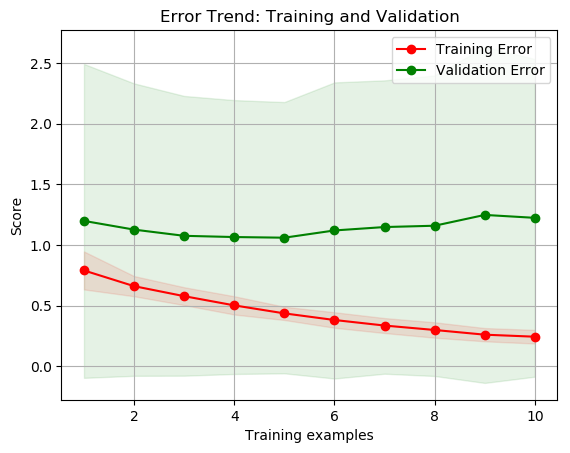 Error Trend: Training and Validation
Training Error
Validation Error
2.5
2.0
1.5
1.0
0.5
0.0
Score
2 4 6 8 10
Training examples